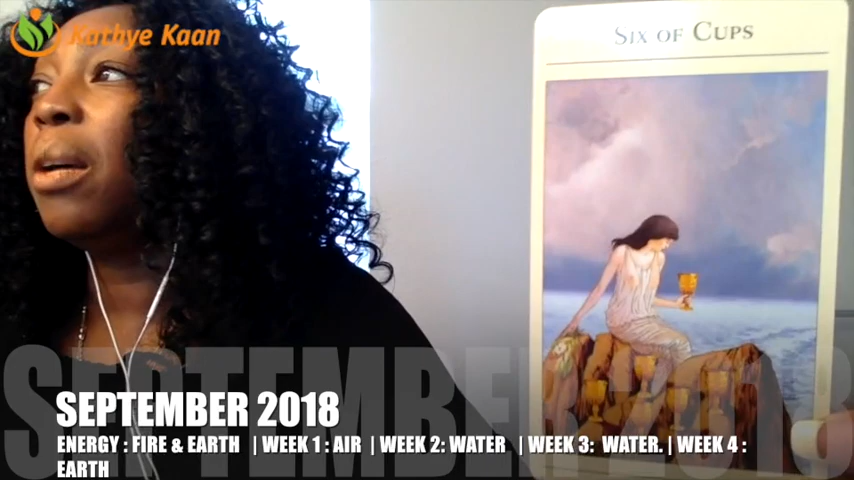 Kathye Kaan
SIX OF CUPS
SEPTEMBER 2018
SEPTEMBER 2018
ENERGY : FIRE & EARTH | WEEK 1 : AIR | WEEK 2: WATER | WEEK 3: WATER. | WEEK 4 :
EARTH